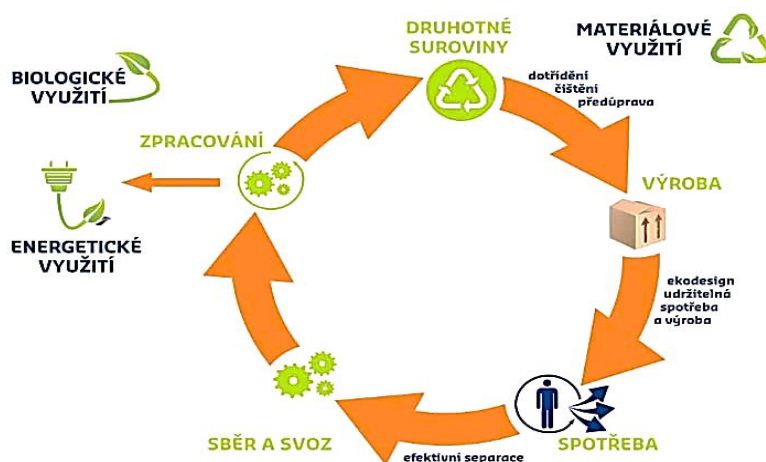 DRUHOTNÉ
SUROVINY
MATERIÁLOVÉ
VYUŽITÍ
BIOLOGICKÉ
VYUŽITÍ
dotřídění
čištění
předúprava
ZPRACOVÁNÍ
VÝROBA
ENERGETICKÉ
VYUŽITÍ
ekodesign
udržitelná
spotřeba
a výroba
SBĚR A SVOZ
efektivní separace
SPOTŘEBA